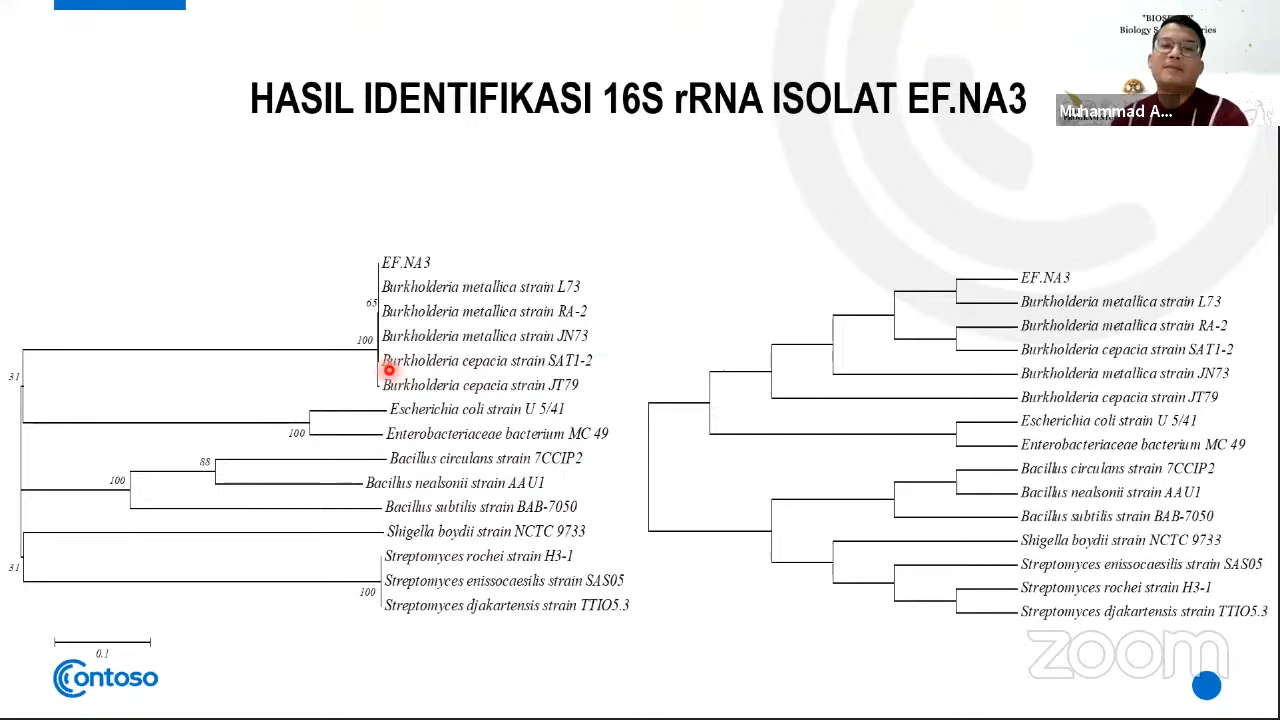 Biology S
HASIL IDENTIFIKASI 16S rRNA ISOLAT EF.NA3
Muhammad A...
EF.NA3
Burkholderia metallica strain L73
65
Burkholderia metallica strain RA-2
Burkholderia metallica strain JN73
100
Burkholderia cepacia strain SAT1-2
31
Burkholderia cepacia strain JT79
Escherichia coli strain U 5/41
100
Enterobacteriaceae bacterium MC 49
88
Bacillus circulans strain 7CCIP2
100
Bacillus nealsonii strain AAU1
Bacillus subtilis strain BAB-7050
Shigella boydii strain NCTC 9733
Streptomyces rochei strain H3-1
31
Streptomyces enissocaesilis strain SAS05
100
Streptomyces djakartensis strain TTIO5.3
0.1
EF.NA3
Burkholderia metallica strain L73
Burkholderia metallica strain RA-2
Burkholderia cepacia strain SAT1-2
Burkholderia metallica strain JN73
Burkholderia cepacia strain JT79
Escherichia coli strain U 5/41
Enterobacteriaceae bacterium MC 49
Bacillus circulans strain 7CCIP2
Bacillus nealsonii strain AAU1
Bacillus subtilis strain BAB-7050
Shigella boydii strain NCTC 9733
Streptomyces enissocaesilis strain SAS05
Streptomyces rochei strain H3-1
Streptomyces djakartensis strain TTIO5.3
Contoso
zoom